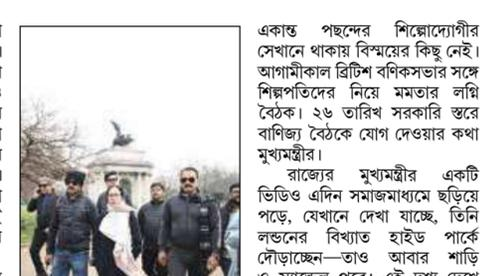 একান্ত পছন্দের শিল্পোদ্যোগীর
সেখানে থাকায় বিস্ময়ের কিছু নেই।
আগামীকাল ব্রিটিশ বণিকসভার সঙ্গে
শিল্পপতিদের নিয়ে মমতার লগ্নি
বৈঠক। ২৬ তারিখ সরকারি স্তরে
বাণিজ্য বৈঠকে যোগ দেওয়ার কথা
মুখ্যমন্ত্রীর।
রাজ্যের মুখ্যমন্ত্রীর একটি
ভিডিও এদিন সমাজমাধ্যমে ছড়িয়ে
পড়ে, যেখানে দেখা যাচ্ছে, তিনি
লন্ডনের বিখ্যাত হাইড পার্কে
দৌড়াচ্ছেন—তাও আবার শাড়ি